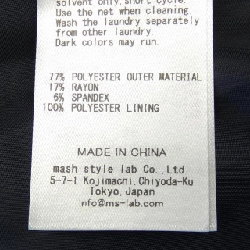 solvent only,short cycle.
Use the net when cleaning.
Wash the laundry separately
from other laundry.
Dark colors may run.
77% POLYESTER OUTER MATERIAL
17% RAYON
6% SPANDEX
100% POLYESTER LINING
MADE IN CHINA
mash style lab Co.,Ltd
5-7-1 Kojimachi,Chiyoda-Ku
Tokyo,Japan
nfo@ms-lab.com